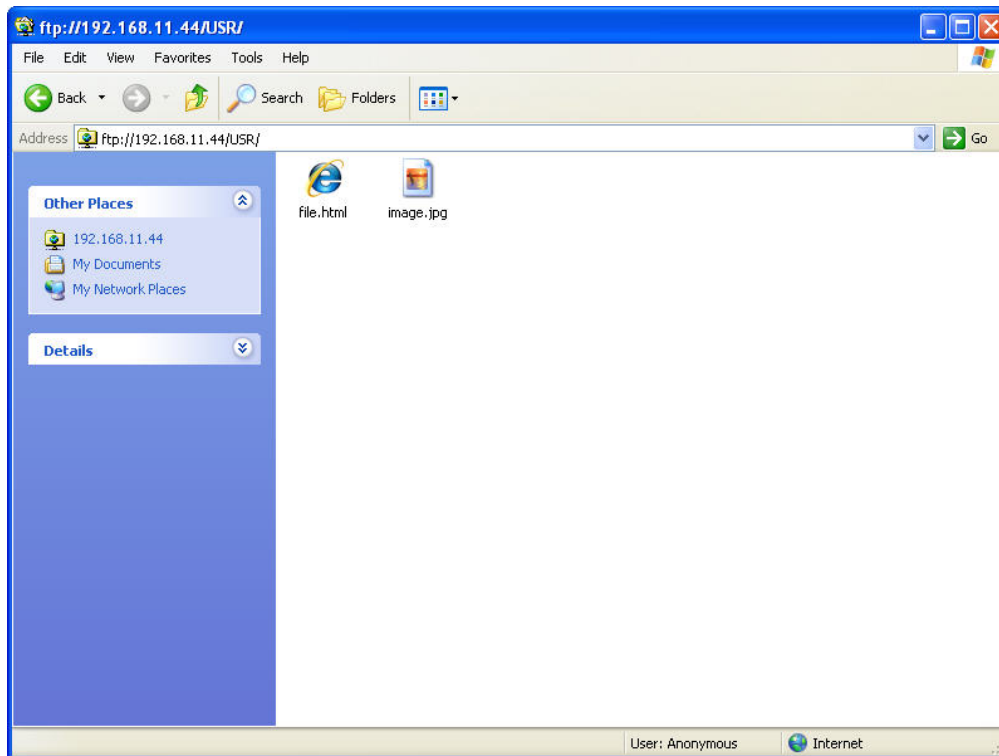 ftp://192.168.11.44/USR/
File Edit View Favorites Tools Help
Back Search Folders
Address ftp://192.168.11.44/USR/ Go
Other Places
192.168.11.44
My Documents
My Network Places
Details
file.html image.jpg
User: Anonymous Internet